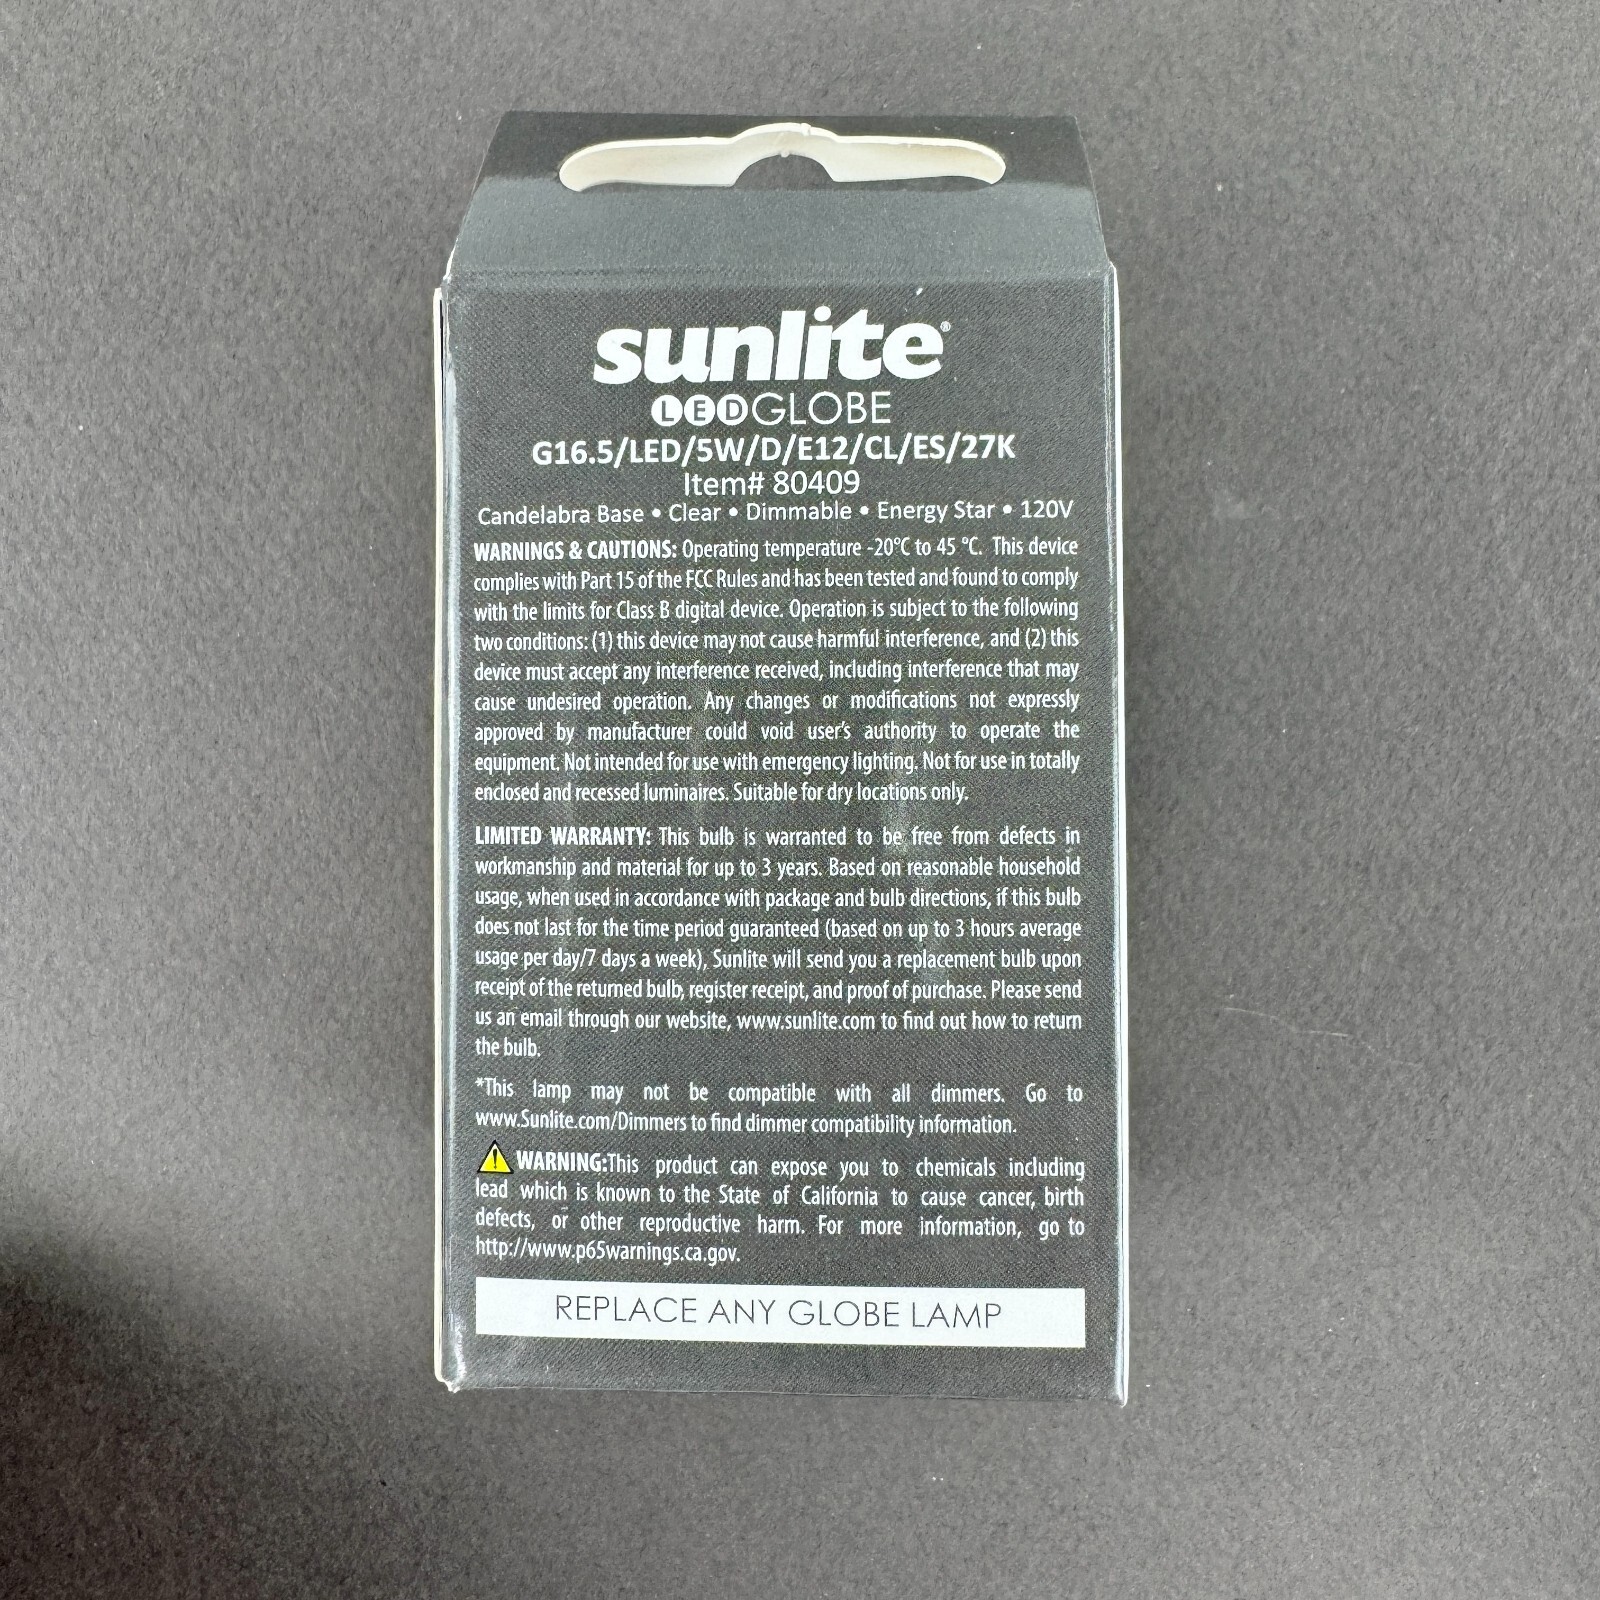 sunlite®
LEDGLOBE
G16.5/LED/5W/D/E12/CL/ES/27K
Item# 80409
Candelabra Base • Clear • Dimmable • Energy Star • 120V
WARNINGS & CAUTIONS: Operating temperature -20°C to 45 °C. This device
complies with Part 15 of the FCC Rules and has been tested and found to comply
with the limits for Class B digital device. Operation is subject to the following
two conditions: (1) this device may not cause harmful interference, and (2) this
device must accept any interference received, including interference that may
cause undesired operation. Any changes or modifications not expressly
approved by manufacturer could void user's authority to operate the
equipment. Not intended for use with emergency lighting. Not for use in totally
enclosed and recessed luminaires. Suitable for dry locations only.
LIMITED WARRANTY: This bulb is warranted to be free from defects in
workmanship and material for up to 3 years. Based on reasonable household
usage, when used in accordance with package and bulb directions, if this bulb
does not last for the time period guaranteed (based on up to 3 hours average
usage per day/7 days a week), Sunlite will send you a replacement bulb upon
receipt of the returned bulb, register receipt, and proof of purchase. Please send
us an email through our website, www.sunlite.com to find out how to return
the bulb.
*This lamp may not be compatible with all dimmers. Go to
www.Sunlite.com/Dimmers to find dimmer compatibility information.
WARNING:This product can expose you to chemicals including
lead which is known to the State of California to cause cancer, birth
defects, or other reproductive harm. For more information, go to
http://www.p65warnings.ca.gov.
REPLACE ANY GLOBE LAMP